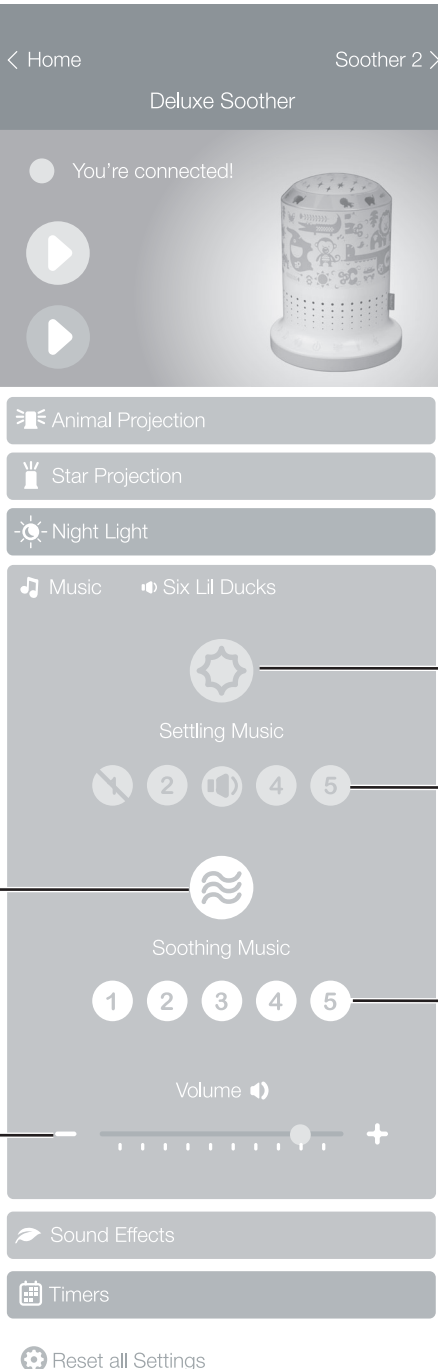 < Home Soother 2 >
Deluxe Soother
You're connected!
Animal Projection
Star Projection
Night Light
Music Six Lil Ducks
Settling Music
1 2 4 5
Soothing Music
1 2 3 4 5
Volume
- +
Sound Effects
Timers
Reset all Settings